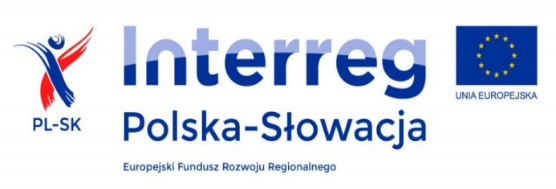 Interreg
PL-SK
UNIA EUROPEJSKA
Polska-Słowacja
Europejski Fundusz Rozwoju Regionalnego